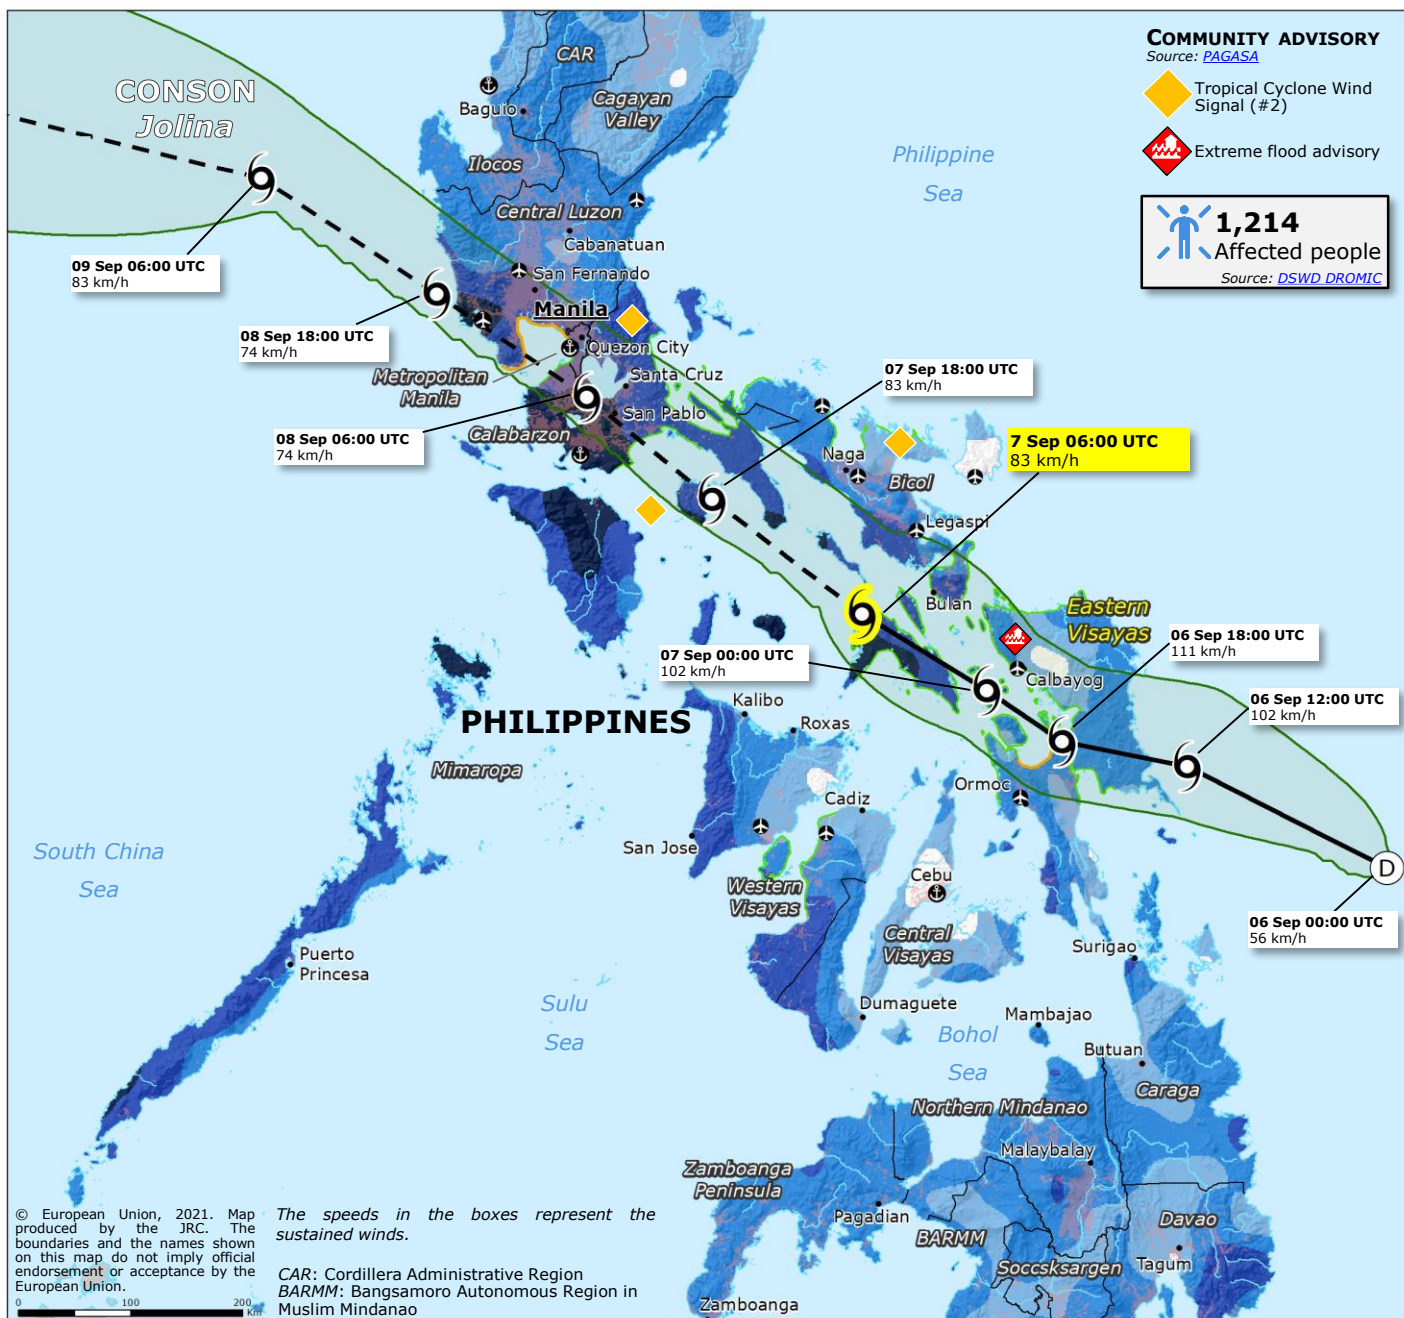 COMMUNITY ADVISORY
Source: PAGASA
Tropical Cyclone Wind
Signal (#2)
Extreme flood advisory
1,214
Affected people
Source: DSWD DROMIC
CONSON
Jolina
CAR
Baguio
Cagayan
Valley
Ilocos
Philippine
Sea
Central Luzon
Cabanatuan
09 Sep 06:00 UTC
83 km/h
San Fernando
Manila
08 Sep 18:00 UTC
74 km/h
Quezon City
Metropolitan
Manila
Santa Cruz
07 Sep 18:00 UTC
83 km/h
San Pablo
08 Sep 06:00 UTC
74 km/h
Calabarzon
7 Sep 06:00 UTC
83 km/h
Naga
Bicol
Legaspi
Bulan
Eastern
Visayas
06 Sep 18:00 UTC
111 km/h
07 Sep 00:00 UTC
102 km/h
Calbayog
06 Sep 12:00 UTC
102 km/h
Kalibo
Roxas
PHILIPPINES
Mimaropa
Ormoc
Cadiz
San Jose
South China
Sea
D
Cebu
Western
Visayas
06 Sep 00:00 UTC
56 km/h
Central
Visayas
Surigao
Puerto
Princesa
Sulu
Sea
Dumaguete
Mambajao
Bohol
Sea
Butuan
Caraga
Northern Mindanao
Malaybalay
Zamboanga
Peninsula
Pagadian
BARMM
Davao
Soccsksargen
Tagum
Zamboanga
© European Union, 2021. Map
produced by the JRC. The
boundaries and the names shown
on this map do not imply official
endorsement or acceptance by the
European Union.
0 100 200
Km
The speeds in the boxes represent the
sustained winds.
CAR: Cordillera Administrative Region
BARMM: Bangsamoro Autonomous Region in
Muslim Mindanao